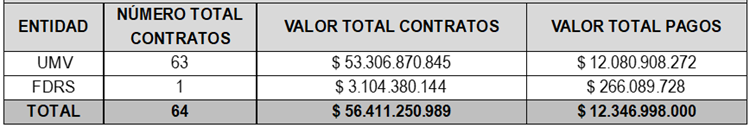 ENTIDAD NÚMERO TOTAL CONTRATOS VALOR TOTAL CONTRATOS VALOR TOTAL PAGOS
UMV 63 $ 53.306.870.845 $ 12.080.908.272
FDRS 1 $ 3.104.380.144 $ 266.089.728
TOTAL 64 $ 56.411.250.989 $ 12.346.998.000